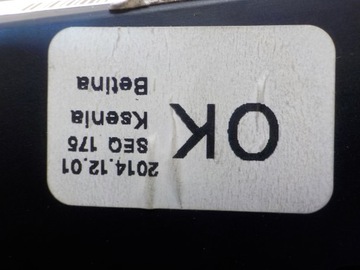 2014.12.01
SEQ 175
Ksenia
Betina
OK